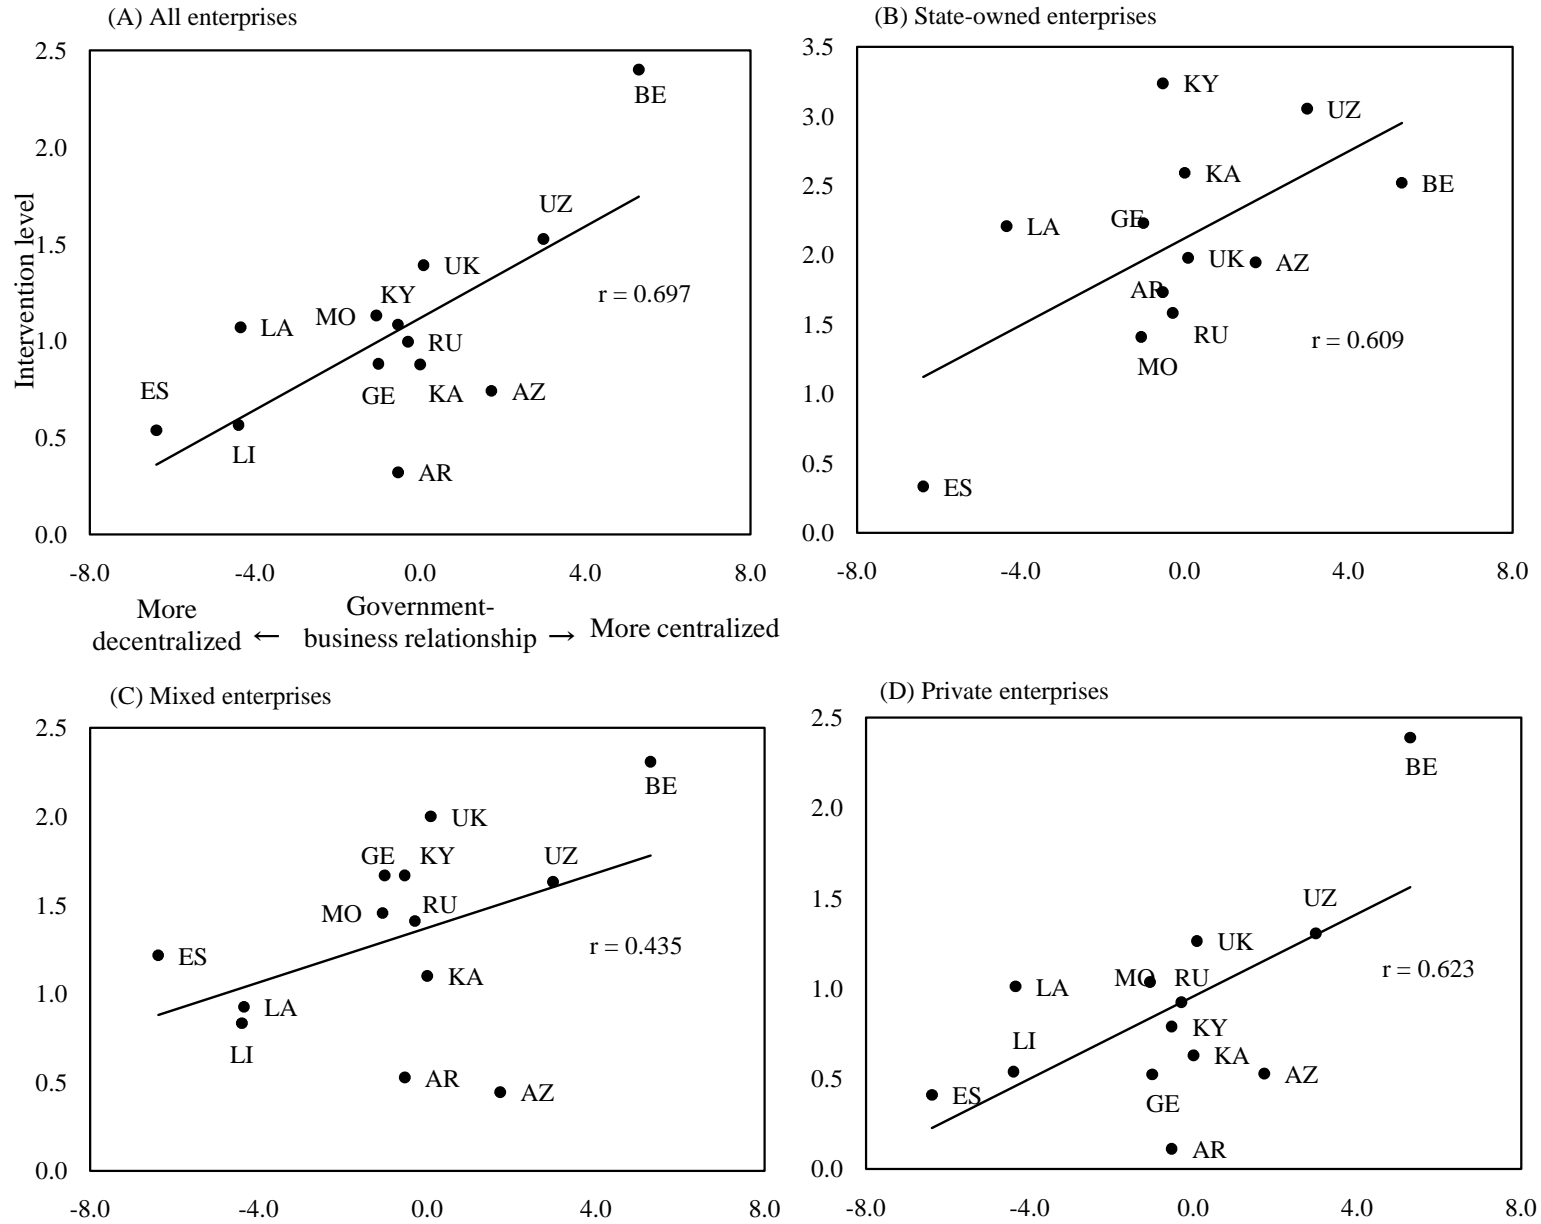 (A) All enterprises
2.5
2.0
1.5
1.0
0.5
0.0
Intervention level
BE
UZ
UK
KY
MO
LA
RU
GE
KA
AZ
ES
LI
AR
r = 0.697
-8.0 -4.0 0.0 4.0 8.0
More
decentralized ←
Government-
business relationship →
More centralized
(B) State-owned enterprises
3.5
3.0
2.5
2.0
1.5
1.0
0.5
0.0
KY
UZ
KA
BE
LA
GE
UK
AZ
AR
RU
MO
ES
r = 0.609
-8.0 -4.0 0.0 4.0 8.0
(C) Mixed enterprises
2.5
2.0
1.5
1.0
0.5
0.0
BE
UK
GE
KY
UZ
MO
RU
ES
KA
LA
LI
AR
AZ
r = 0.435
-8.0 -4.0 0.0 4.0 8.0
(D) Private enterprises
2.5
2.0
1.5
1.0
0.5
0.0
BE
UZ
UK
MO
RU
LA
KY
LI
KA
AZ
ES
GE
AR
r = 0.623
-8.0 -4.0 0.0 4.0 8.0